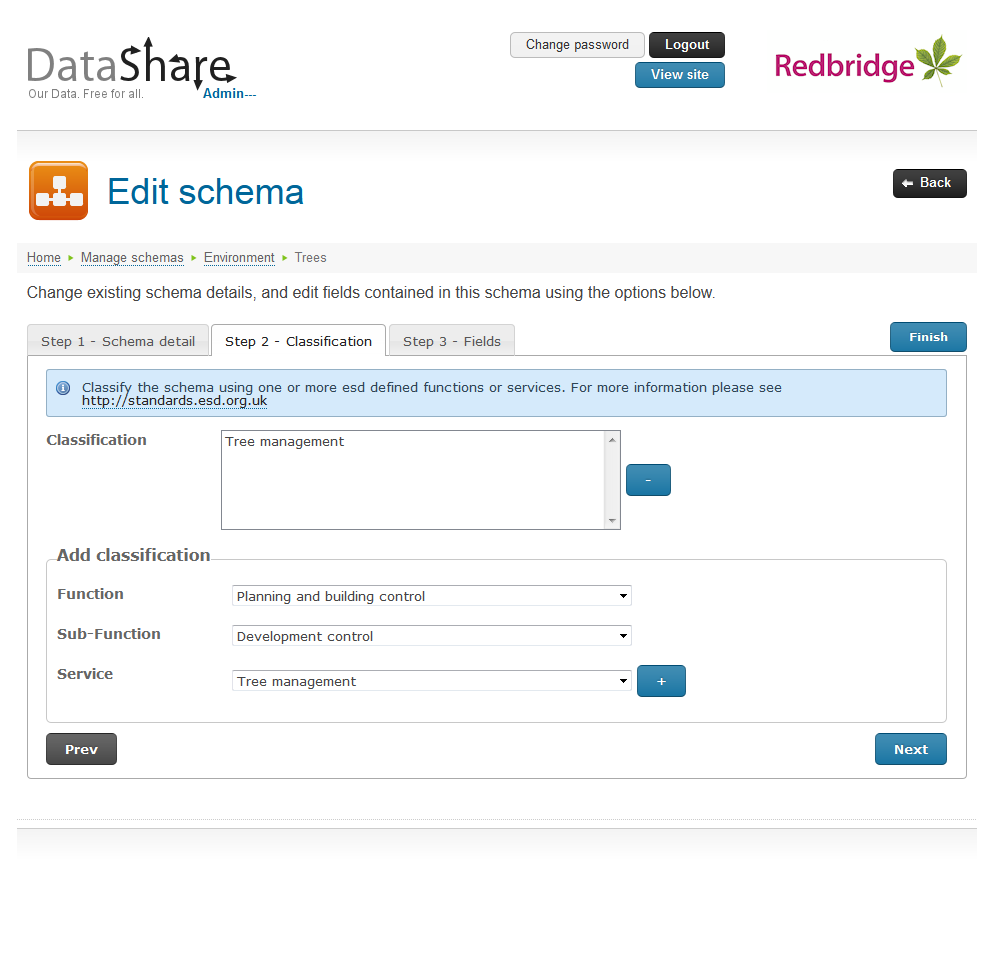 Change password
Logout
View site
DataShare
Our Data. Free for all.
Admin---
Redbridge
Edit schema
Back
Home Manage schemas Environment Trees
Change existing schema details, and edit fields contained in this schema using the options below.
Step 1 - Schema detail
Step 2 - Classification
Step 3 - Fields
Finish
Classify the schema using one or more esd defined functions or services. For more information please see
http://standards.esd.org.uk
Classification
Tree management
-
Add classification
Function
Planning and building control
Sub-Function
Development control
Service
Tree management
+
Prev
Next